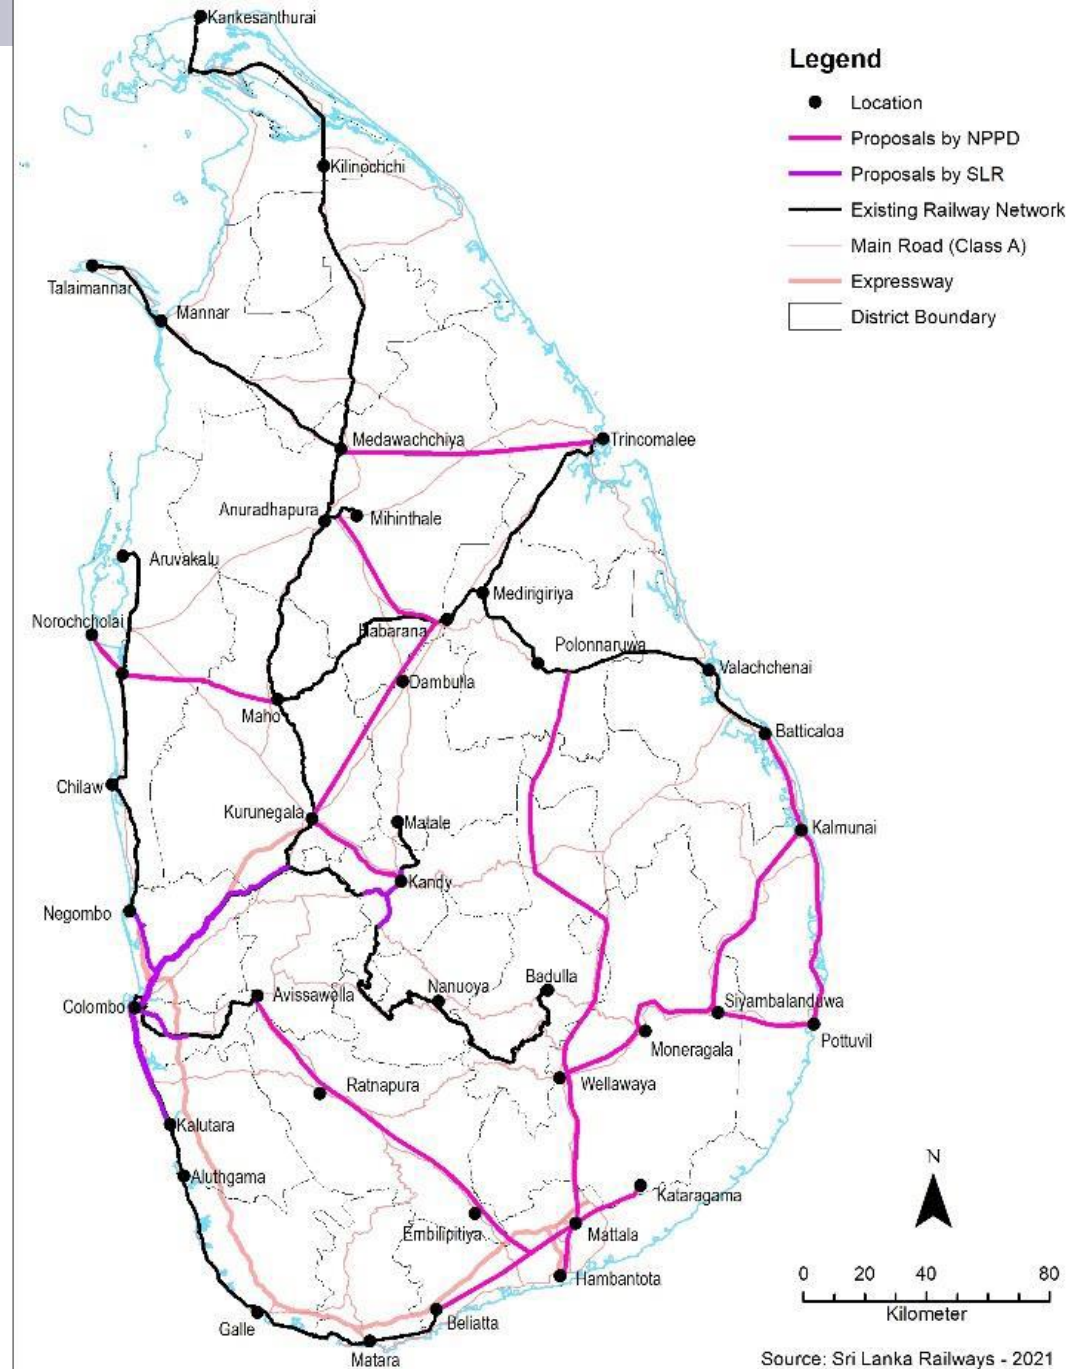 Kankesanthurai
Legend
Location
Proposals by NPPD
Kilinochchi
Proposals by SLR
Existing Railway Network
Main Road (Class A)
Talaimannar
Expressway
Mannar
District Boundary
Medawachchiya
Trincomalee
Anuradhapura
Mihinthale
Aruvakalu
Medirigiriya
Norochcholai
Habarana
Polonnaruwa
Valachchenai
Dambulla
Maho
Batticaloa
Chilaw
Kurunegala
Matale
Kalmunai
Kandy
Negombo
Badulla
Nanuoya
Avissawella
Siyambalanduwa
Colombo
Pottuvil
Moneragala
Wellawaya
Ratnapura
Kalutara
N
Aluthgama
Kataragama
Embilipitiya
Mattala
Hambantota
0 20 40 80
Kilometer
Beliatta
Galle
Matara
Source: Sri Lanka Railways - 2021